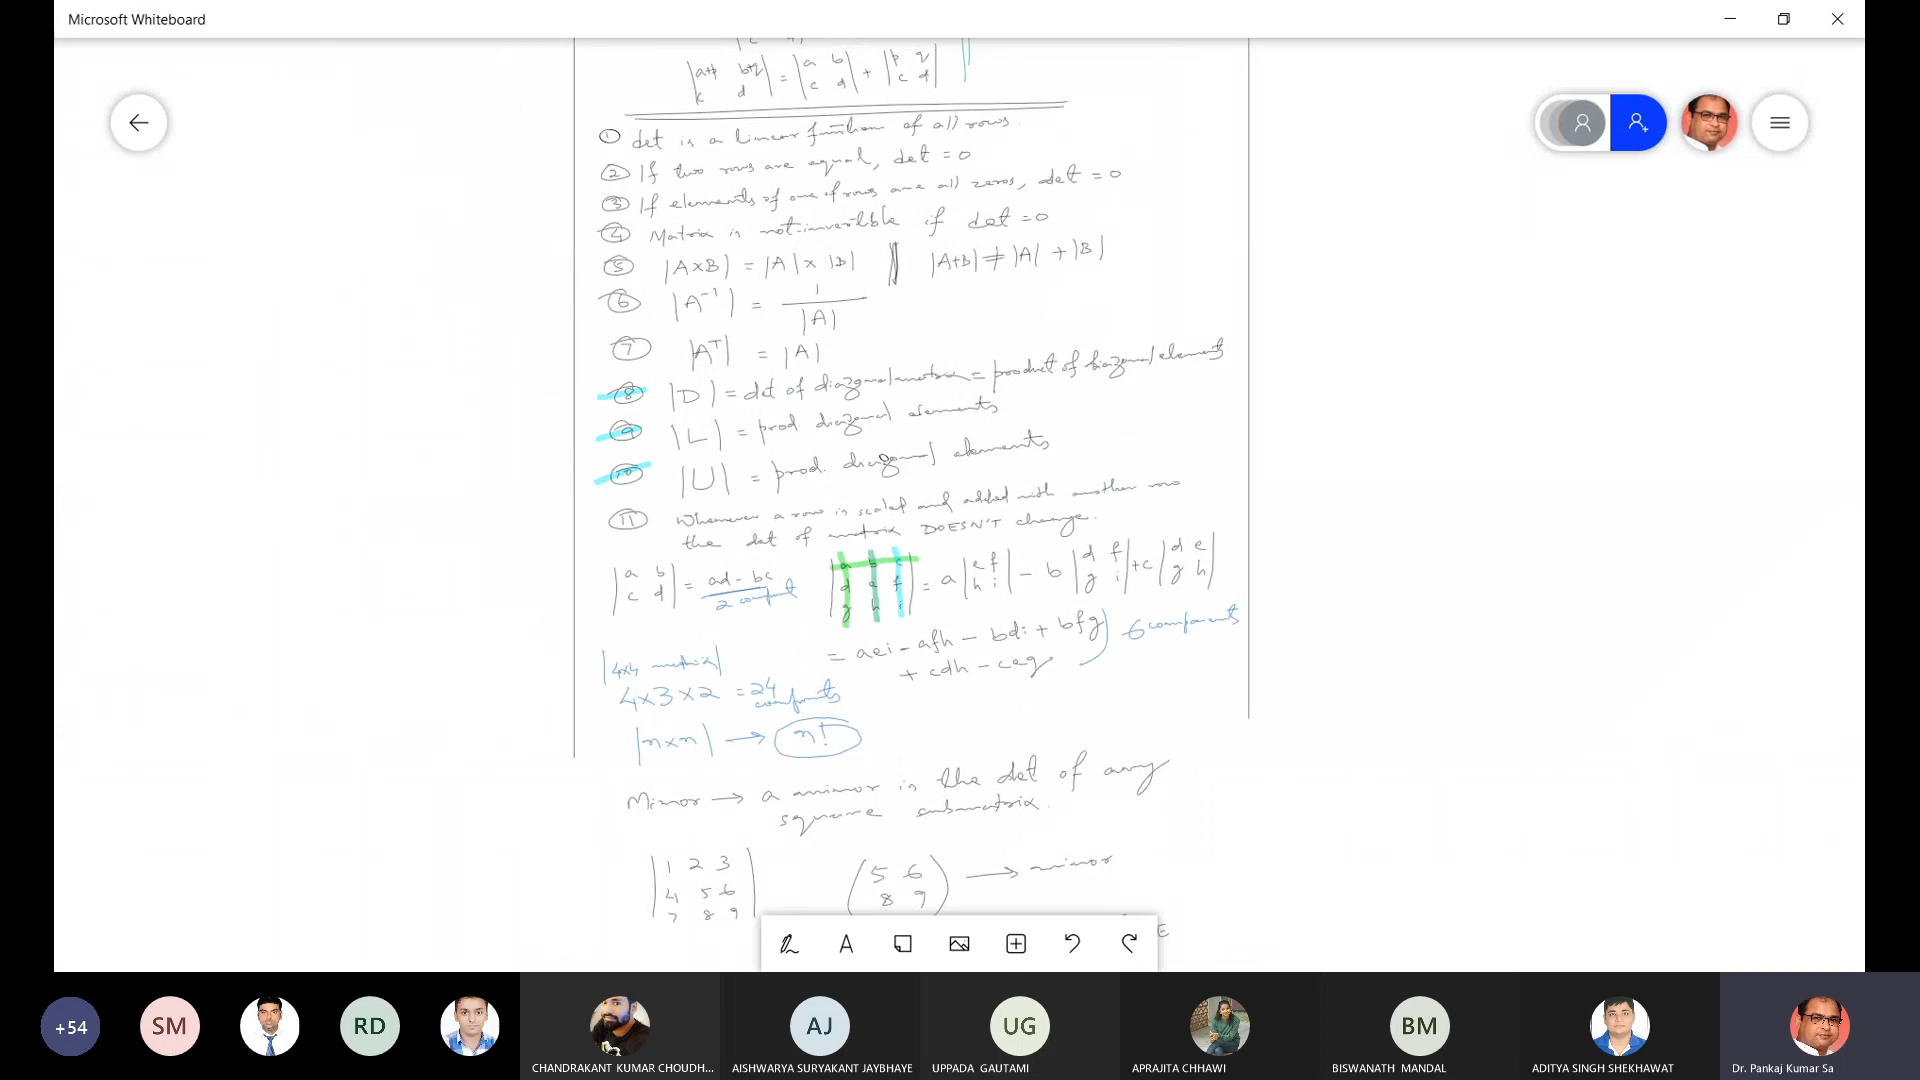 Microsoft Whiteboard
|a+p b+q| = |a b| + |p q|
|c d| |c d| |c d|
① det is a linear function of all rows.
② If two rows are equal, det = 0
③ If elements of one of rows are all zeros, det = 0
④ Matrix is not-invertible if det = 0
⑤ |A×B| = |A| × |B| || |A+B| ≠ |A| + |B|
⑥ |A⁻¹| = 1/|A|
⑦ |Aᵀ| = |A|
⑧ |D| = det of diagonal matrix = product of diagonal elements
⑨ |L| = prod diagonal elements
⑩ |U| = prod. diagonal elements
⑪ Whenever a row is scaled and added with another row
the det of matrix DOESN'T change.
|a b| = ad - bc |a b c| = a |e f| - b |d f| + c |d e|
|c d| |d e f| |h i| |g i| |g h|
|g h i|
= aei - afh - bdi + bfg
+ cdh - ceg
6 components
|4x4 matrix|
4×3×2 = 24
|n×n| → n!
Minor → a minor is the det of any
square submatrix.
|1 2 3| (5 6) → minor
|4 5 6| (8 9)
|7 8 9|
E
+54
SM
RD
AJ
UG
BM
CHANDRAKANT KUMAR CHOUDH...
AISHWARYA SURYAKANT JAYBHAYE
UPPADA GAUTAMI
APRAJITA CHHAWI
BISWANATH MANDAL
ADITYA SINGH SHEKHAWAT
Dr. Pankaj Kumar Sa